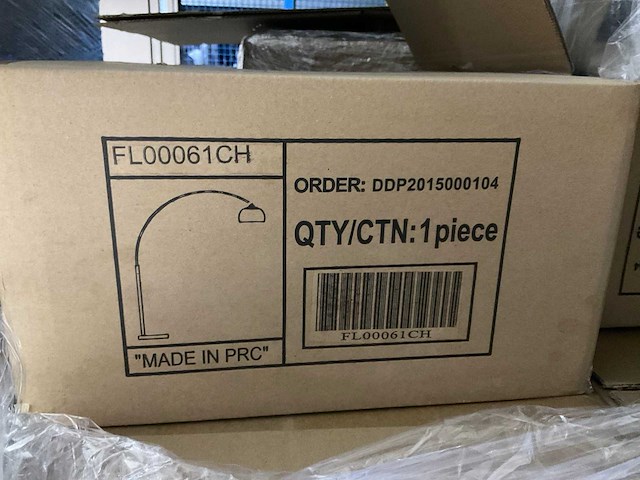 FL00061CH
ORDER: DDP2015000104
QTY/CTN:1piece
FL00061CH
"MADE IN PRC"